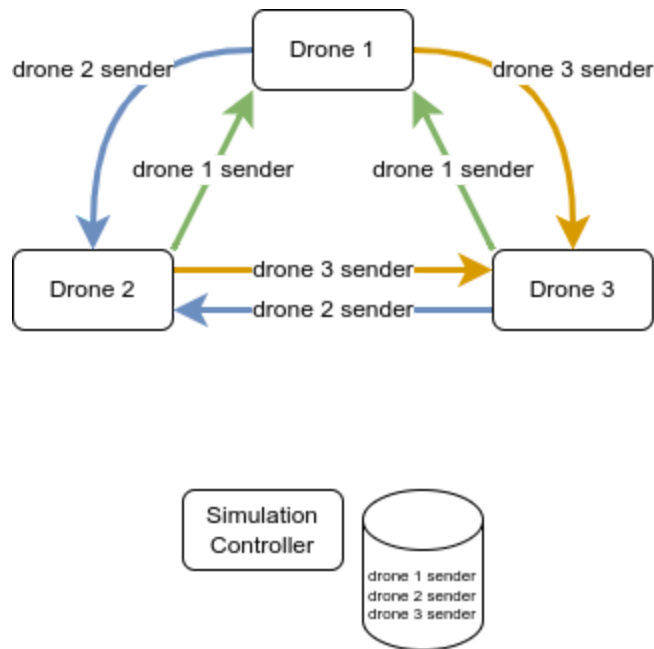 Drone 1
drone 2 sender
drone 3 sender
drone 1 sender
drone 1 sender
drone 3 sender
Drone 2
Drone 3
drone 2 sender
Simulation
Controller
drone 1 sender
drone 2 sender
drone 3 sender